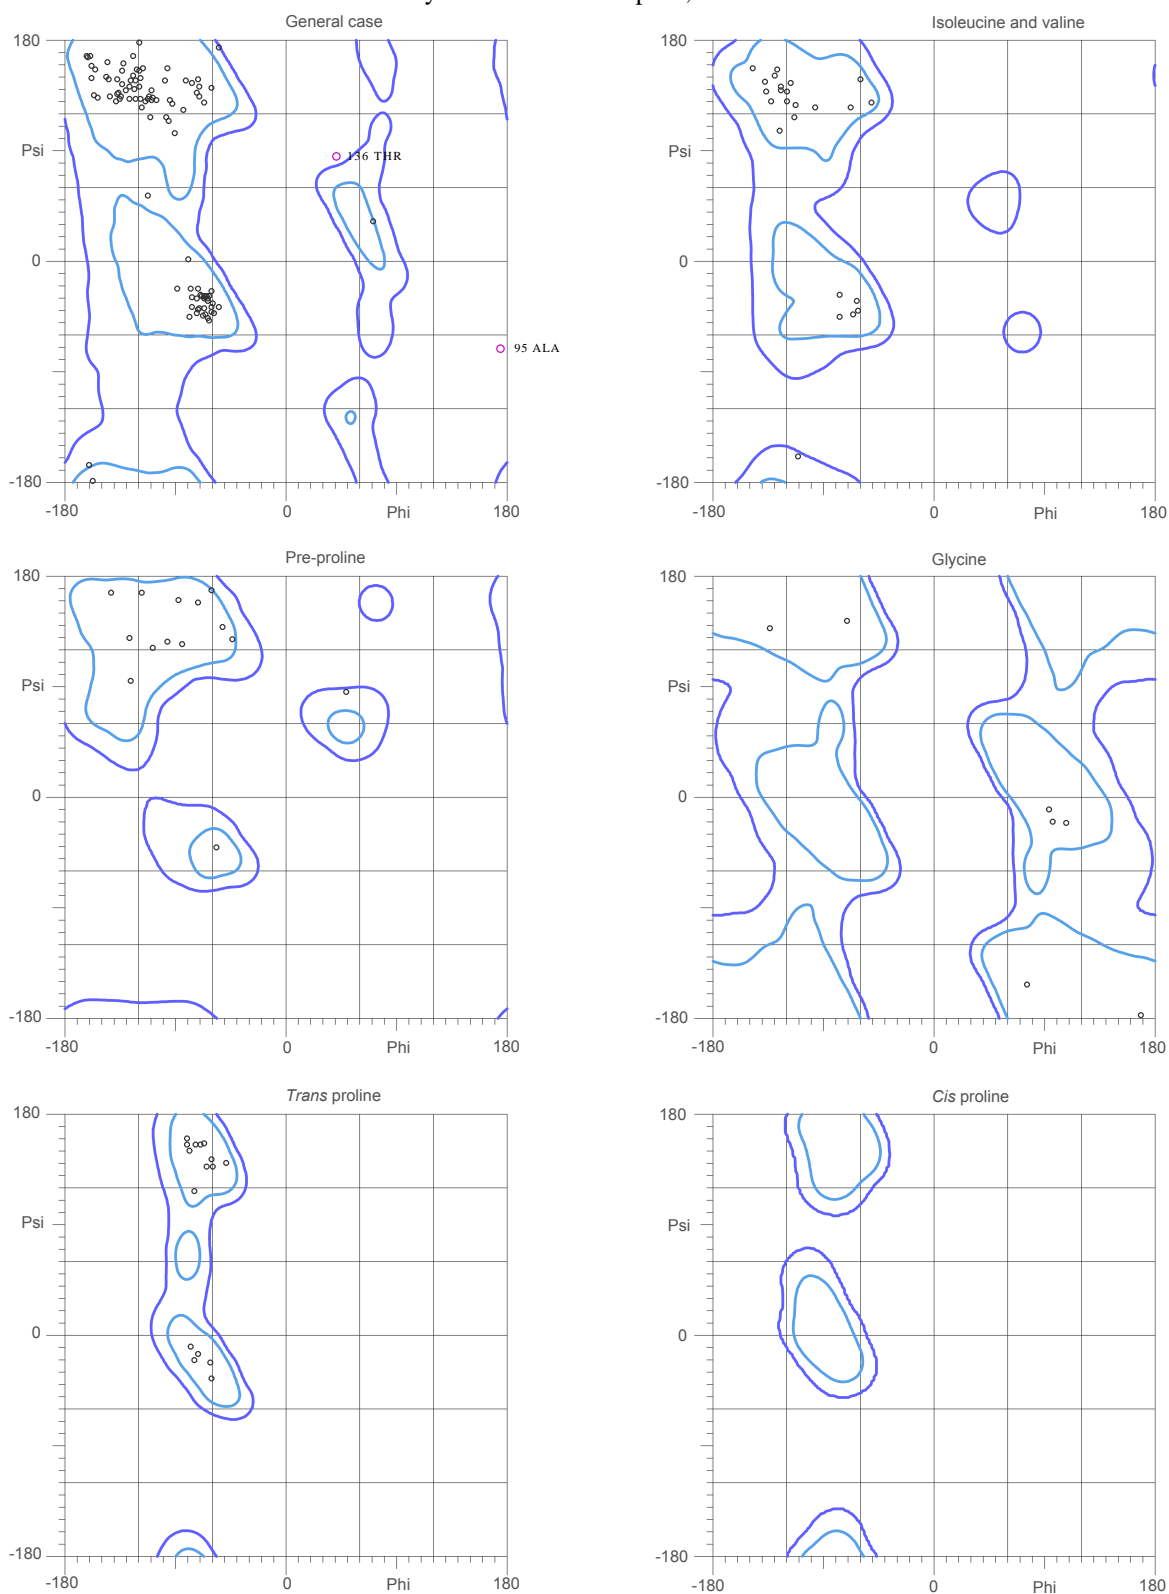 General case
180
Psi
0
-180
-180
0
Phi
180
136 THR
95 ALA
Isoleucine and valine
180
Psi
0
-180
-180
0
Phi
180
Pre-proline
180
Psi
0
-180
-180
0
Phi
180
Glycine
180
Psi
0
-180
-180
0
Phi
180
Trans proline
180
Psi
0
-180
-180
0
Phi
180
Cis proline
180
Psi
0
-180
-180
0
Phi
180